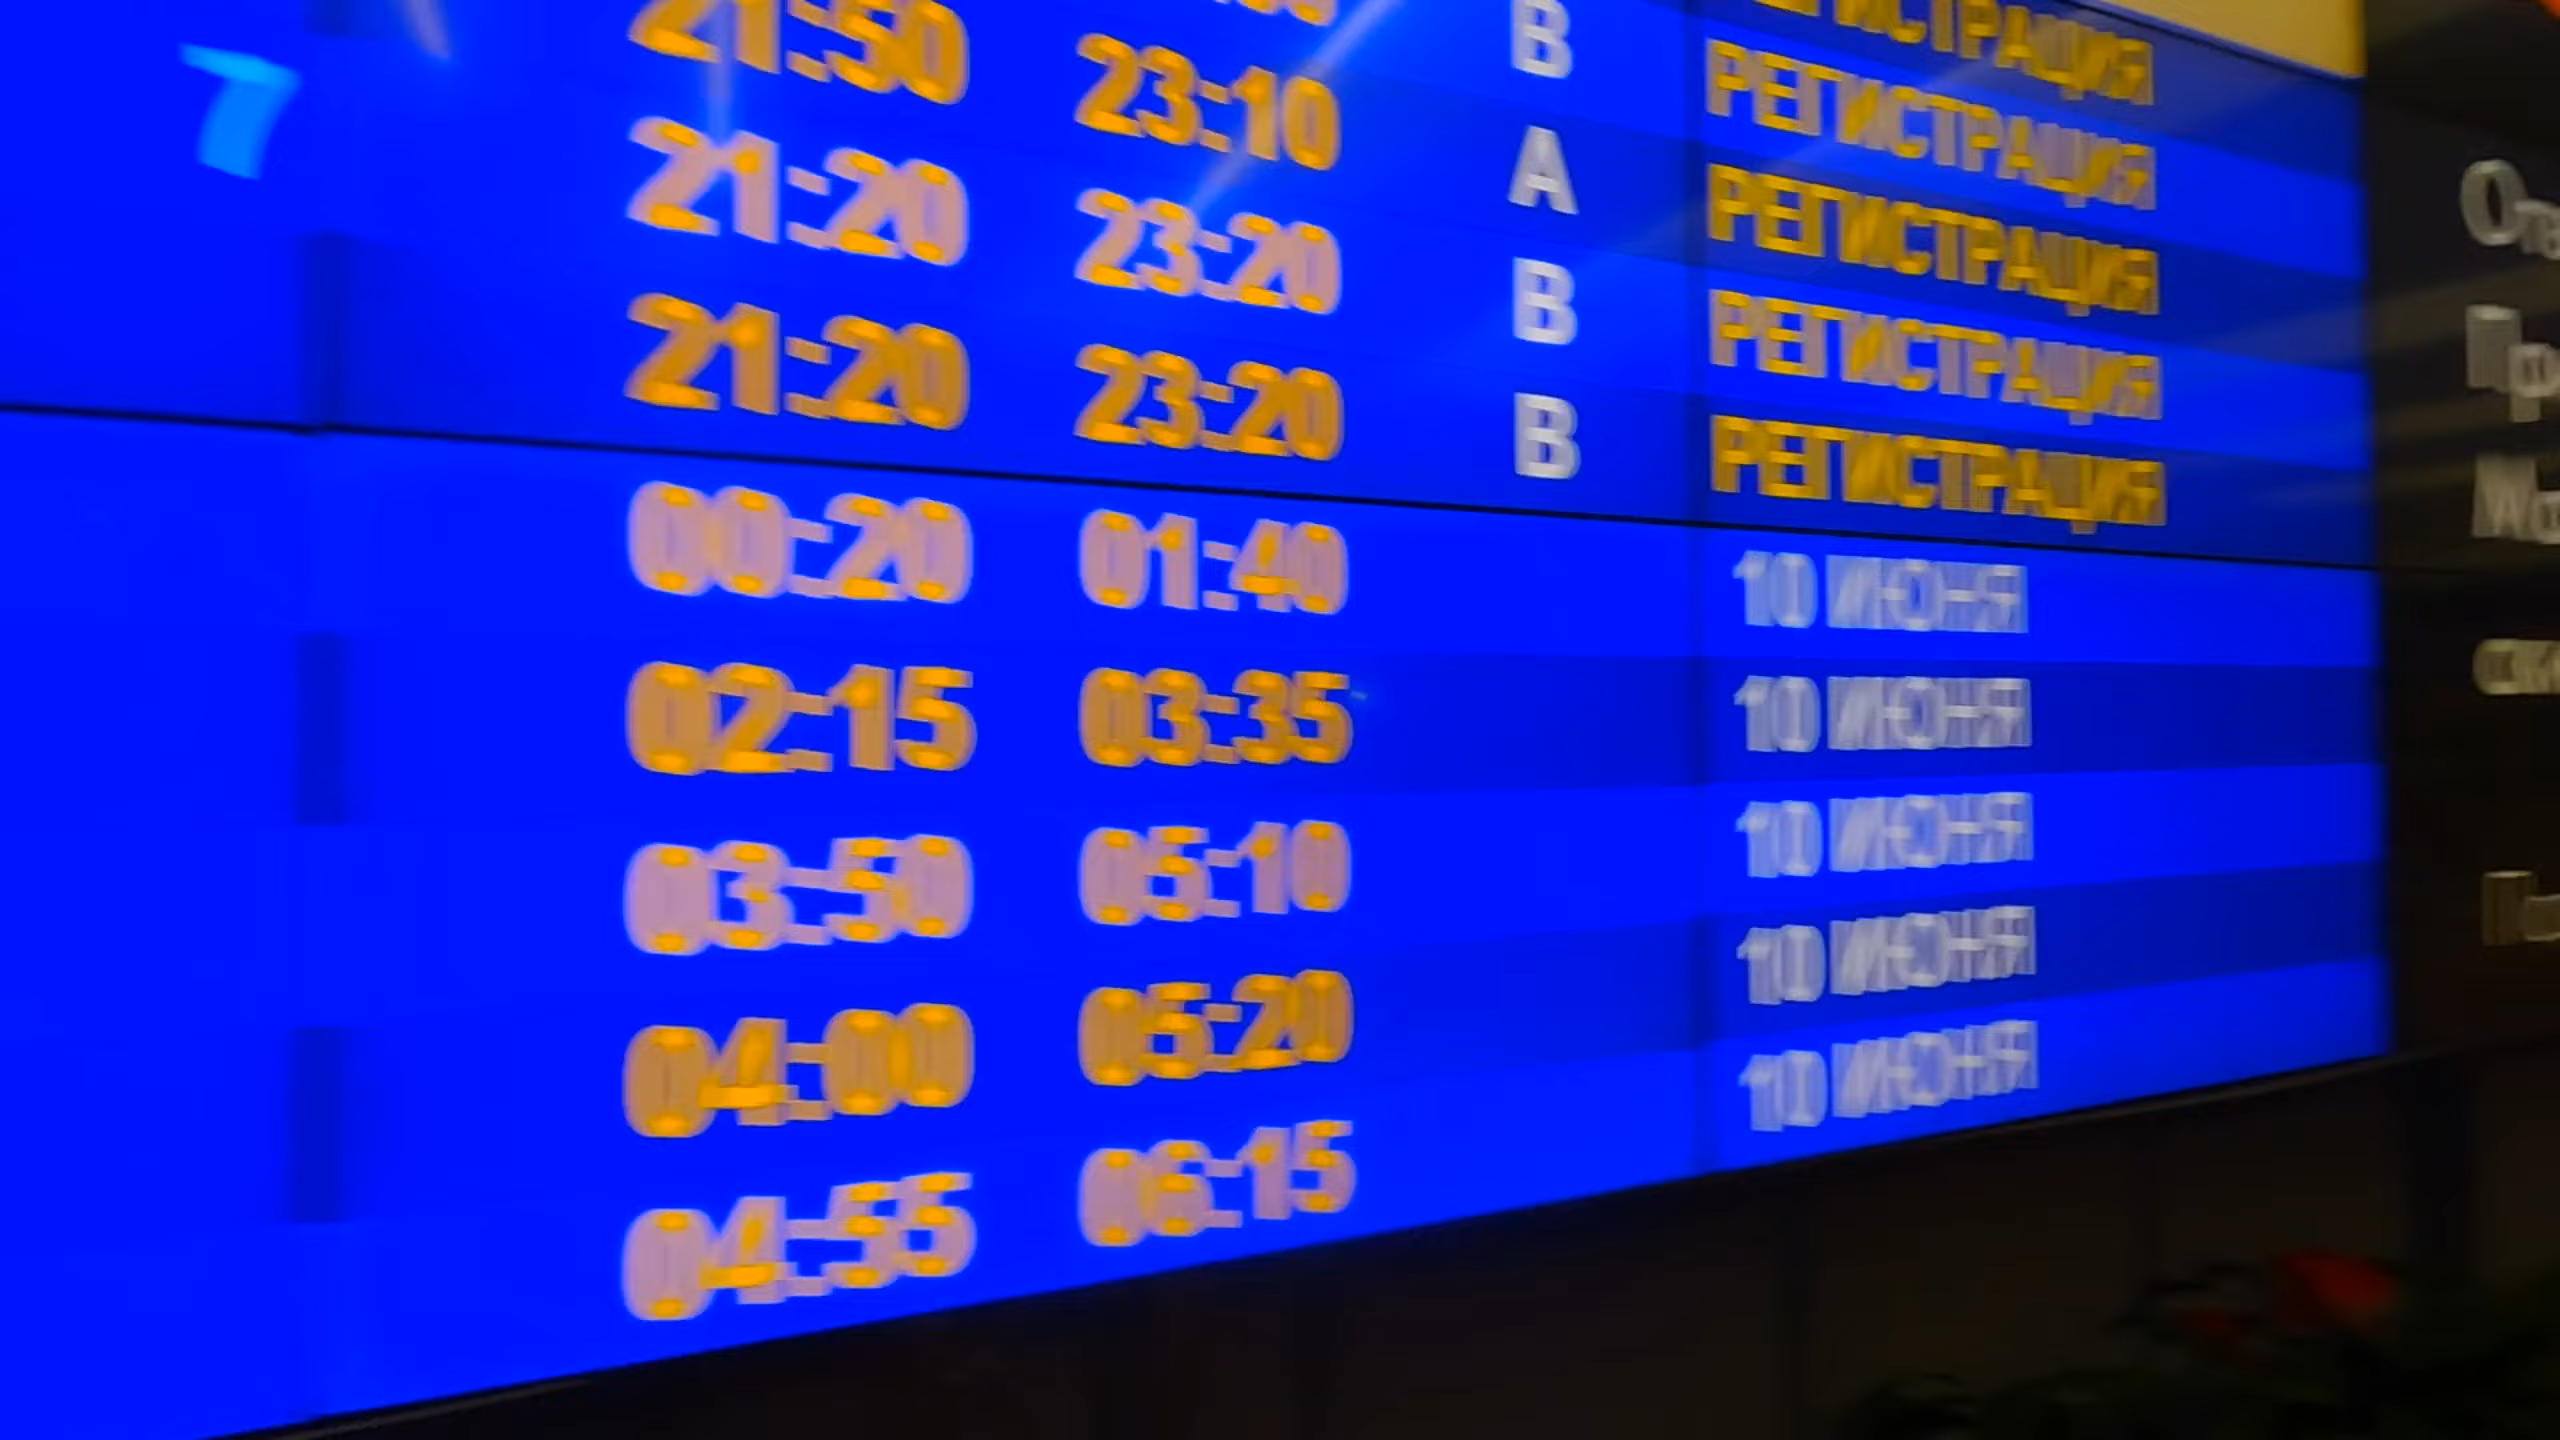 РЕГИСТРАЦИЯ
21:50 23:10 B РЕГИСТРАЦИЯ
7 21:20 23:20 A РЕГИСТРАЦИЯ
21:20 23:20 B РЕГИСТРАЦИЯ
B РЕГИСТРАЦИЯ
00:20 01:40 10 ИЮНЯ
02:15 03:35 10 ИЮНЯ
03:50 05:10 10 ИЮНЯ
04:00 05:20 10 ИЮНЯ
04:55 06:15 10 ИЮНЯ